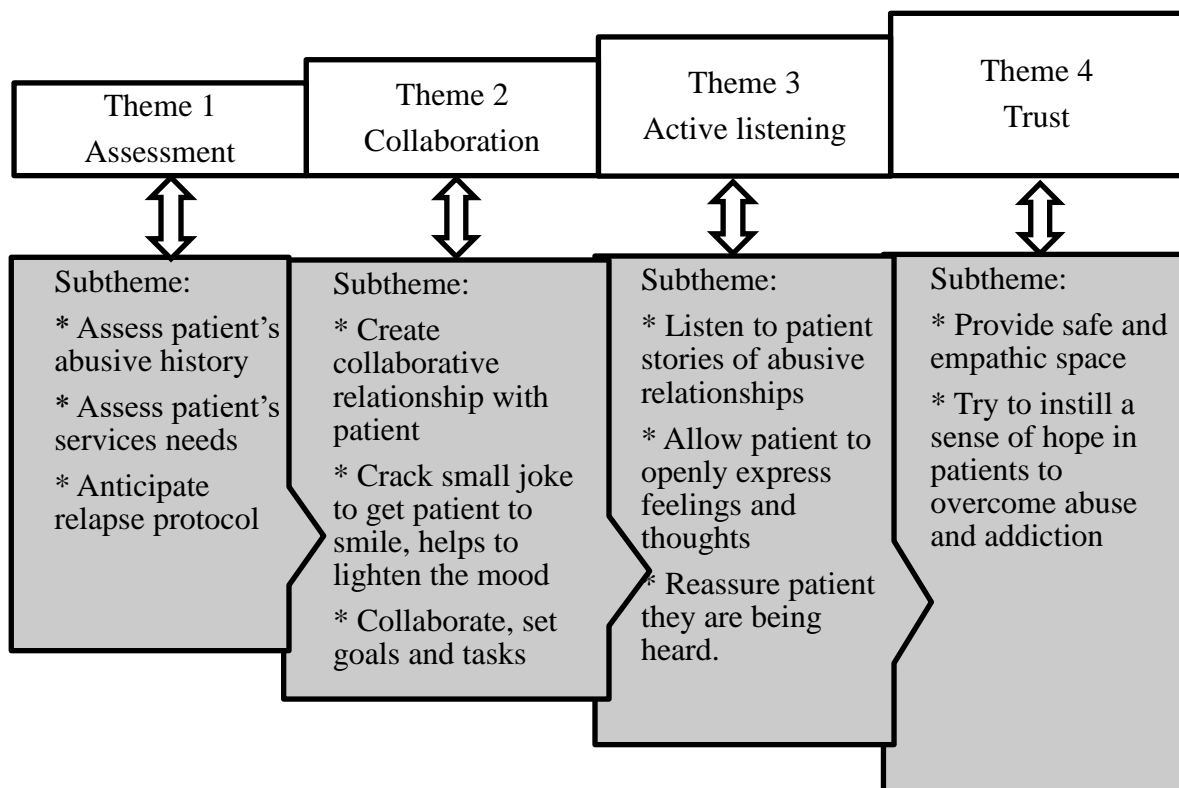 Theme 1
Assessment
Theme 2
Collaboration
Theme 3
Active listening
Theme 4
Trust
Subtheme:
* Assess patient’s
abusive history
* Assess patient’s
services needs
* Anticipate
relapse protocol
Subtheme:
* Create
collaborative
relationship with
patient
* Crack small joke
to get patient to
smile, helps to
lighten the mood
* Collaborate, set
goals and tasks
Subtheme:
* Listen to patient
stories of abusive
relationships
* Allow patient to
openly express
feelings and
thoughts
* Reassure patient
they are being
heard.
Subtheme:
* Provide safe and
empathic space
* Try to instill a
sense of hope in
patients to
overcome abuse
and addiction